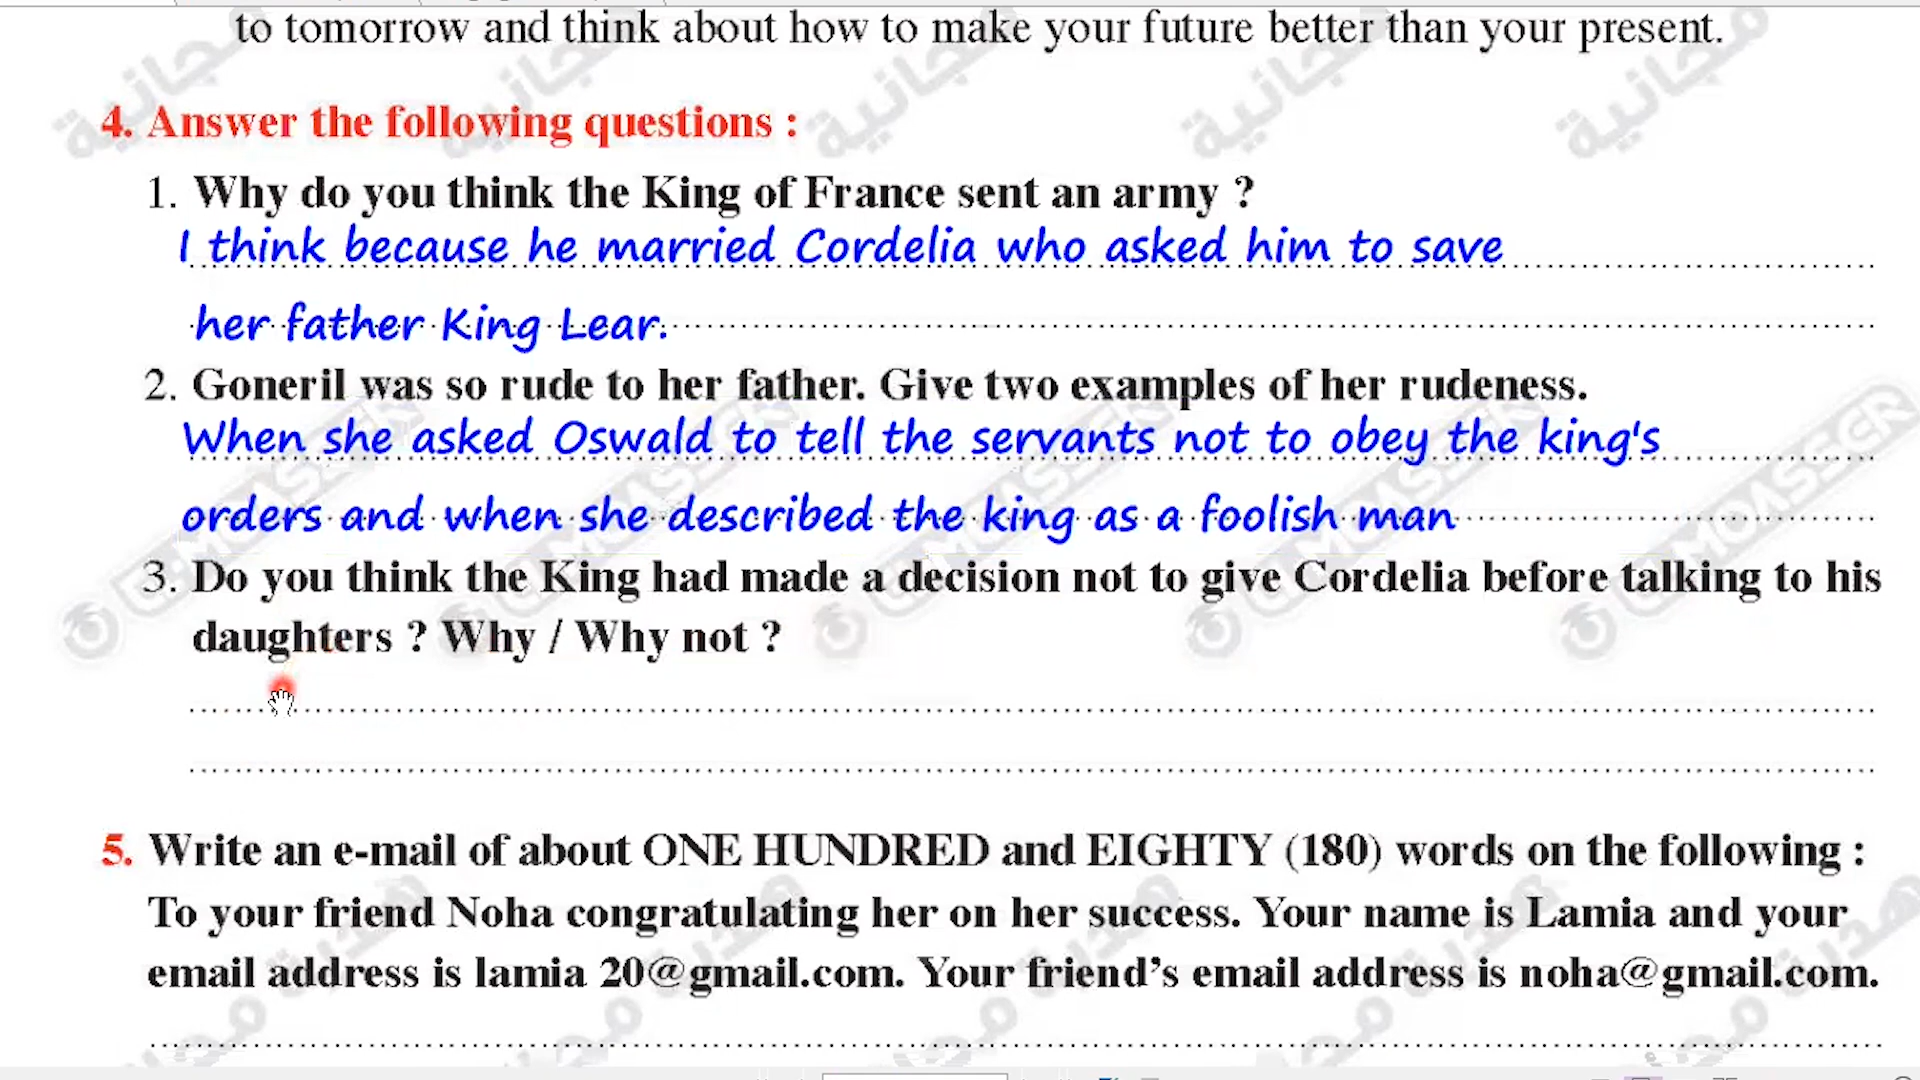 to tomorrow and think about how to make your future better than your present.
4. Answer the following questions :
1. Why do you think the King of France sent an army ?
I think because he married Cordelia who asked him to save
her father King Lear.
2. Goneril was so rude to her father. Give two examples of her rudeness.
When she asked Oswald to tell the servants not to obey the king's
orders and when she described the king as a foolish man
3. Do you think the King had made a decision not to give Cordelia before talking to his
daughters ? Why / Why not ?
5. Write an e-mail of about ONE HUNDRED and EIGHTY (180) words on the following :
To your friend Noha congratulating her on her success. Your name is Lamia and your
email address is lamia 20@gmail.com. Your friend's email address is noha@gmail.com.